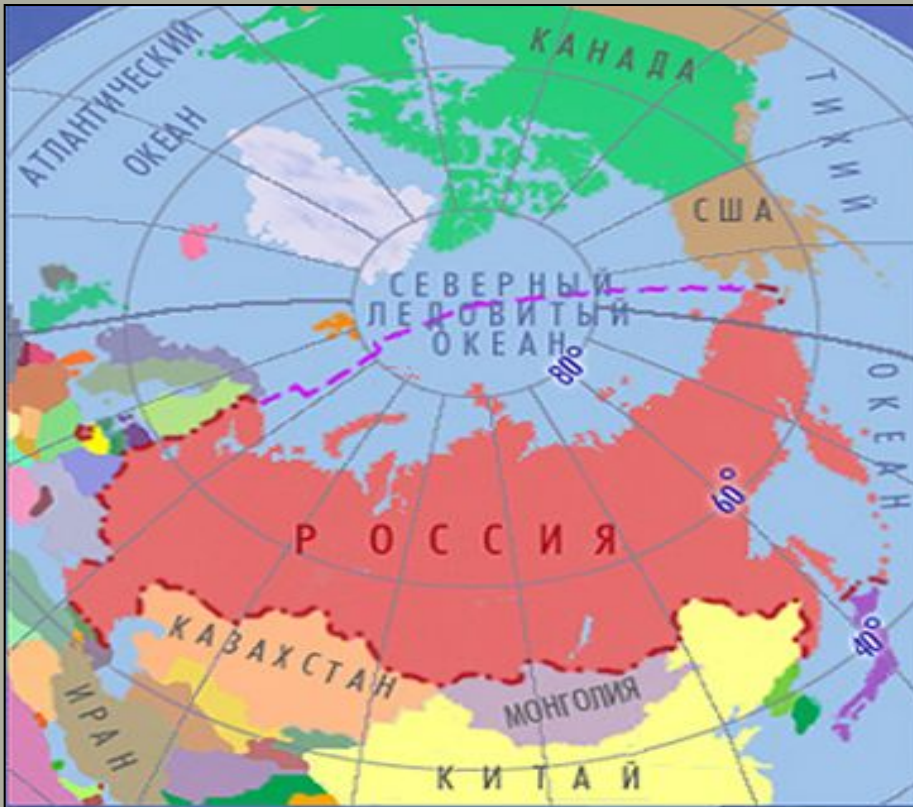 АТЛАНТИЧЕСКИЙ
ОКЕАН
КАНАДА
ТИХИЙ
США
СЕВЕРНЫЙ
ЛЕДОВИТЫЙ
ОКЕАН
80°
ОКЕАН
60°
РОССИЯ
КАЗАХСТАН
40°
ИРАН
МОНГОЛИЯ
КИТАЙ